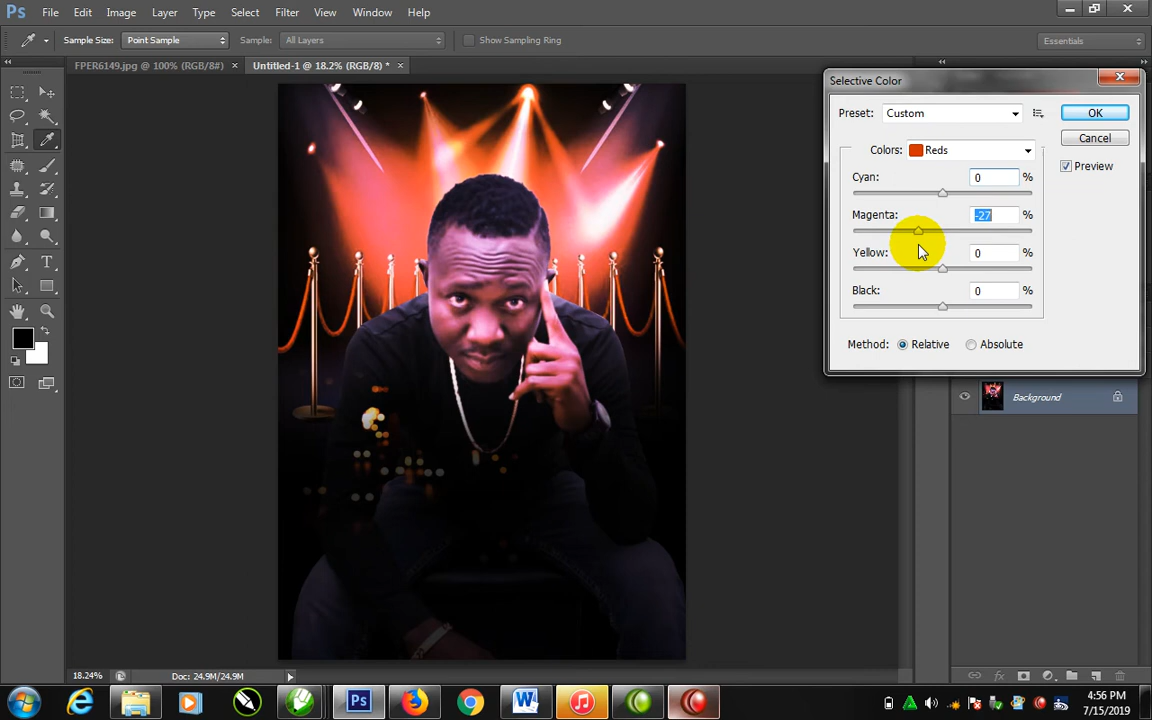 Ps File Edit Image Layer Type Select Filter View Window Help
Sample Size: Point Sample Sample: All Layers Show Sampling Ring Essentials
FPER6149.jpg @ 100% (RGB/8#) × Untitled-1 @ 18.2% (RGB/8) * ×
Selective Color
Preset: Custom OK
Cancel
Colors: Reds
Preview
Cyan: 0 %
Magenta: -27 %
Yellow: 0 %
Black: 0 %
Method: Relative Absolute
Background
18.24% Doc: 24.9M/24.9M
fx
Ps W
4:56 PM
7/15/2019